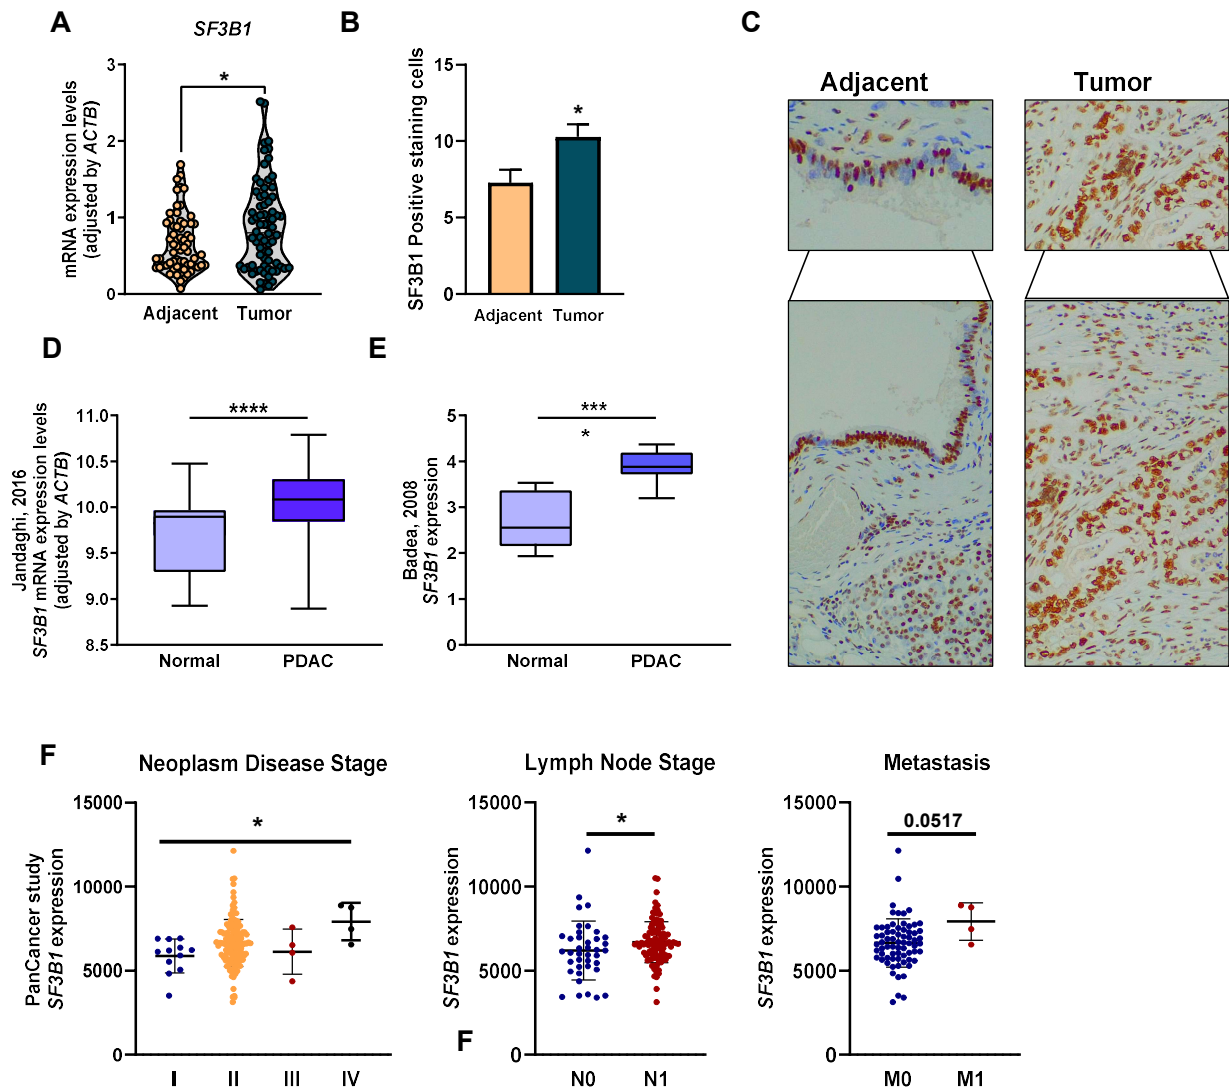 A
SF3B1
mRNA expression levels
(adjusted by ACTB)
3
2
1
0
*
Adjacent
Tumor
B
SF3B1 Positive staining cells
15
10
5
0
*
Adjacent
Tumor
C
Adjacent
Tumor
D
Jandaghi, 2016
SF3B1 mRNA expression levels
(adjusted by ACTB)
11.0
10.5
10.0
9.5
9.0
8.5
****
Normal
PDAC
E
Badea, 2008
SF3B1 expression
5
4
3
2
1
0
***
*
Normal
PDAC
F
Neoplasm Disease Stage
PanCancer study
SF3B1 expression
15000
10000
5000
0
*
I
II
III
IV
Lymph Node Stage
SF3B1 expression
15000
10000
5000
0
*
N0
N1
F
Metastasis
SF3B1 expression
15000
10000
5000
0
0.0517
M0
M1